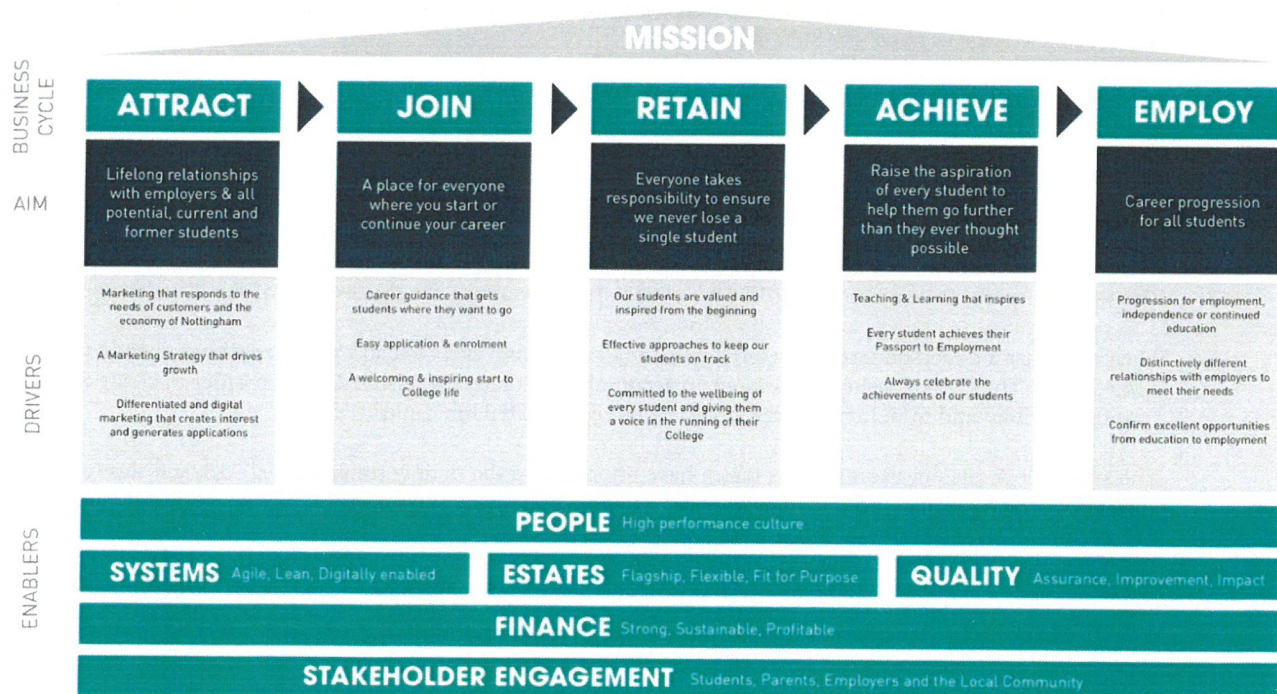 MISSION
BUSINESS
CYCLE
ATTRACT
JOIN
RETAIN
ACHIEVE
EMPLOY
AIM
Lifelong relationships
with employers & all
potential, current and
former students
A place for everyone
where you start or
continue your career
Everyone takes
responsibility to ensure
we never lose a
single student
Raise the aspiration
of every student to
help them go further
than they ever thought
possible
Career progression
for all students
DRIVERS
Marketing that responds to the
needs of customers and the
economy of Nottingham
A Marketing Strategy that drives
growth
Differentiated and digital
marketing that creates interest
and generates applications
Career guidance that gets
students where they want to go
Easy application & enrolment
A welcoming & inspiring start to
College life
Our students are valued and
inspired from the beginning
Effective approaches to keep our
students on track
Committed to the wellbeing of
every student and giving them
a voice in the running of their
College
Teaching & Learning that inspires
Every student achieves their
Passport to Employment
Always celebrate the
achievements of our students
Progression for employment,
independence or continued
education
Distinctively different
relationships with employers to
meet their needs
Confirm excellent opportunities
from education to employment
ENABLERS
PEOPLE High performance culture
SYSTEMS Agile, Lean, Digitally enabled
ESTATES Flagship, Flexible, Fit for Purpose
QUALITY Assurance, Improvement, Impact
FINANCE Strong, Sustainable, Profitable
STAKEHOLDER ENGAGEMENT Students, Parents, Employers and the Local Community